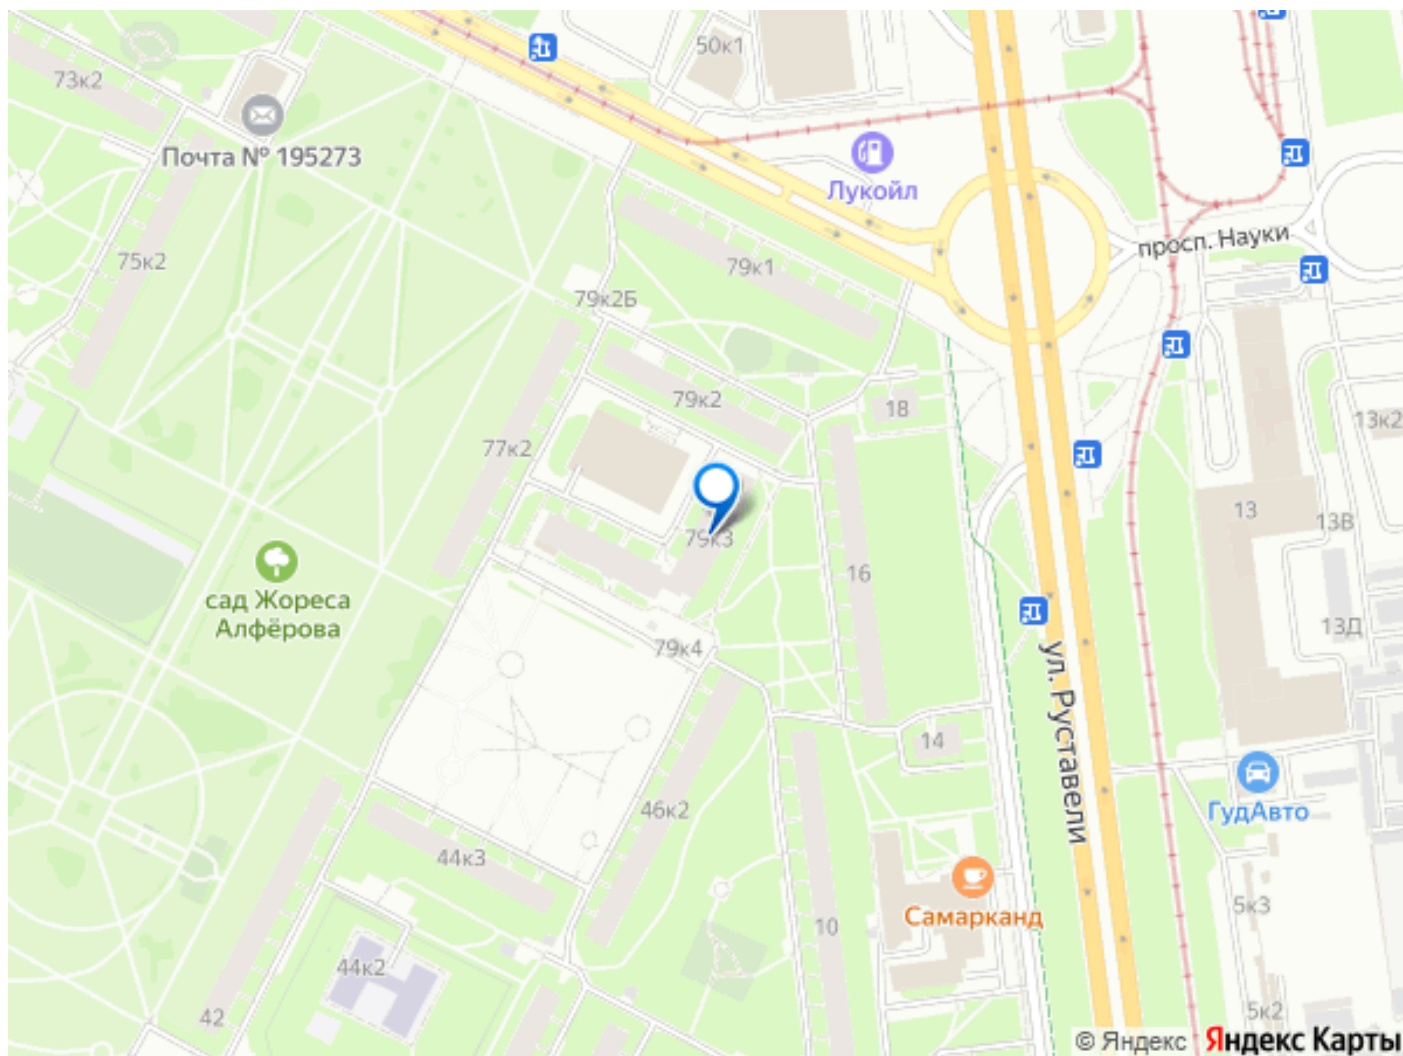 50к1
73к2
Почта № 195273
Лукойл
просп. Науки
75к2
79к1
79к2Б
79к2
18
13к2
77к2
13
13В
79к3
16
сад Жореса
Алфёрова
13Д
79к4
ул. Руставели
14
46к2
ГудАвто
44к3
5к3
Самарканд
10
44к2
42
5к2
© Яндекс Яндекс Карты